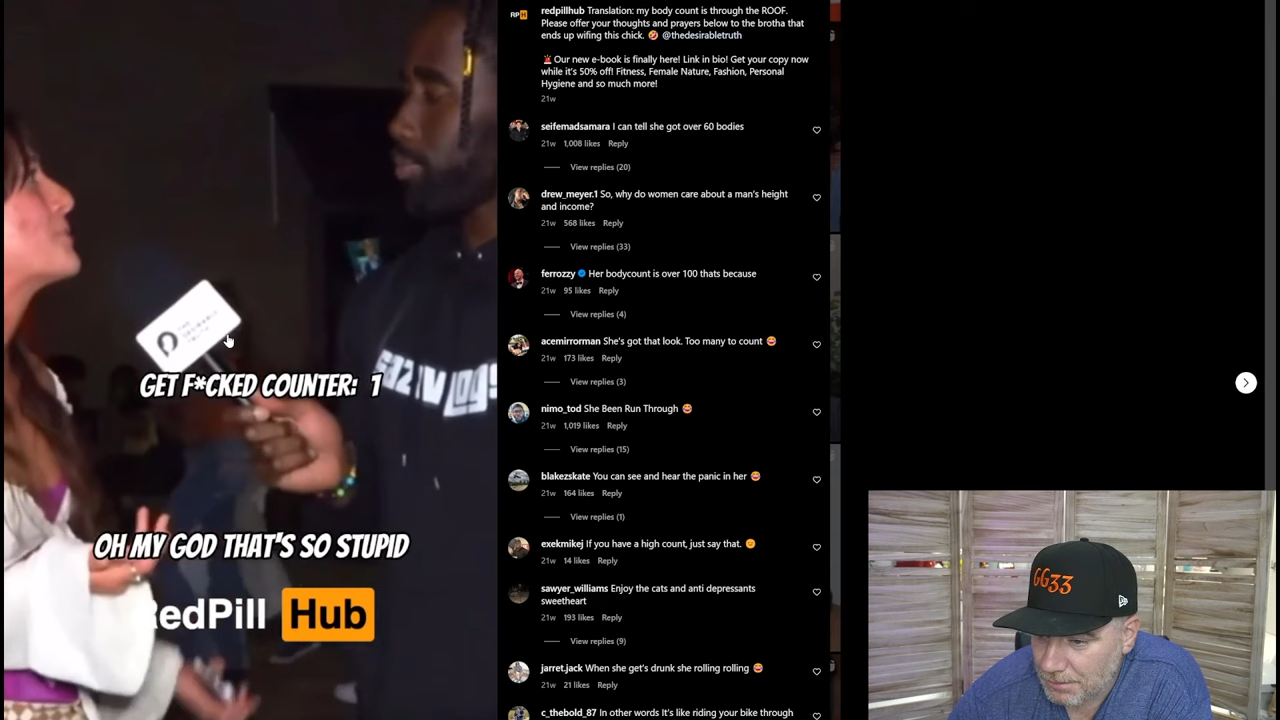 GET F*CKED COUNTER: 1
OH MY GOD THAT'S SO STUPID
RedPill Hub
RP H
redpillhub Translation: my body count is through the ROOF.
Please offer your thoughts and prayers below to the brotha that
ends up wifing this chick. 🤣 @thedesirabletruth
🚨Our new e-book is finally here! Link in bio! Get your copy now
while it's 50% off! Fitness, Female Nature, Fashion, Personal
Hygiene and so much more!
21w
seifemadsamara I can tell she got over 60 bodies
21w 1,008 likes Reply
View replies (20)
drew_meyer.1 So, why do women care about a man's height
and income?
21w 568 likes Reply
View replies (33)
ferrozzy Her bodycount is over 100 thats because
21w 95 likes Reply
View replies (4)
acemirrorman She's got that look. Too many to count 😂
21w 173 likes Reply
View replies (3)
nimo_tod She Been Run Through 😂
21w 1,019 likes Reply
View replies (15)
blakezskate You can see and hear the panic in her 😂
21w 164 likes Reply
View replies (1)
exekmikej If you have a high count, just say that.
21w 14 likes Reply
sawyer_williams Enjoy the cats and anti depressants
sweetheart
21w 193 likes Reply
View replies (9)
jarret.jack When she get's drunk she rolling rolling 😂
21w 21 likes Reply
c_thebold_87 In other words It's like riding your bike through
GG33